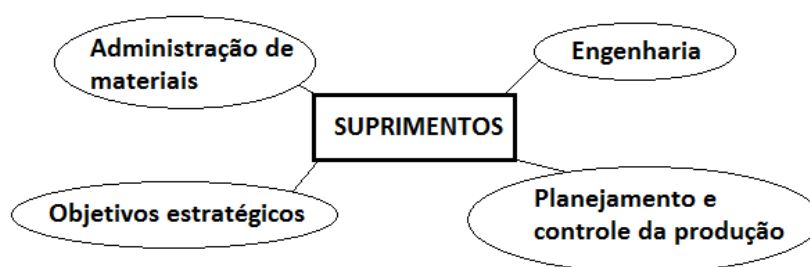 Administração de
materiais
Engenharia
SUPRIMENTOS
Objetivos estratégicos
Planejamento e
controle da produção